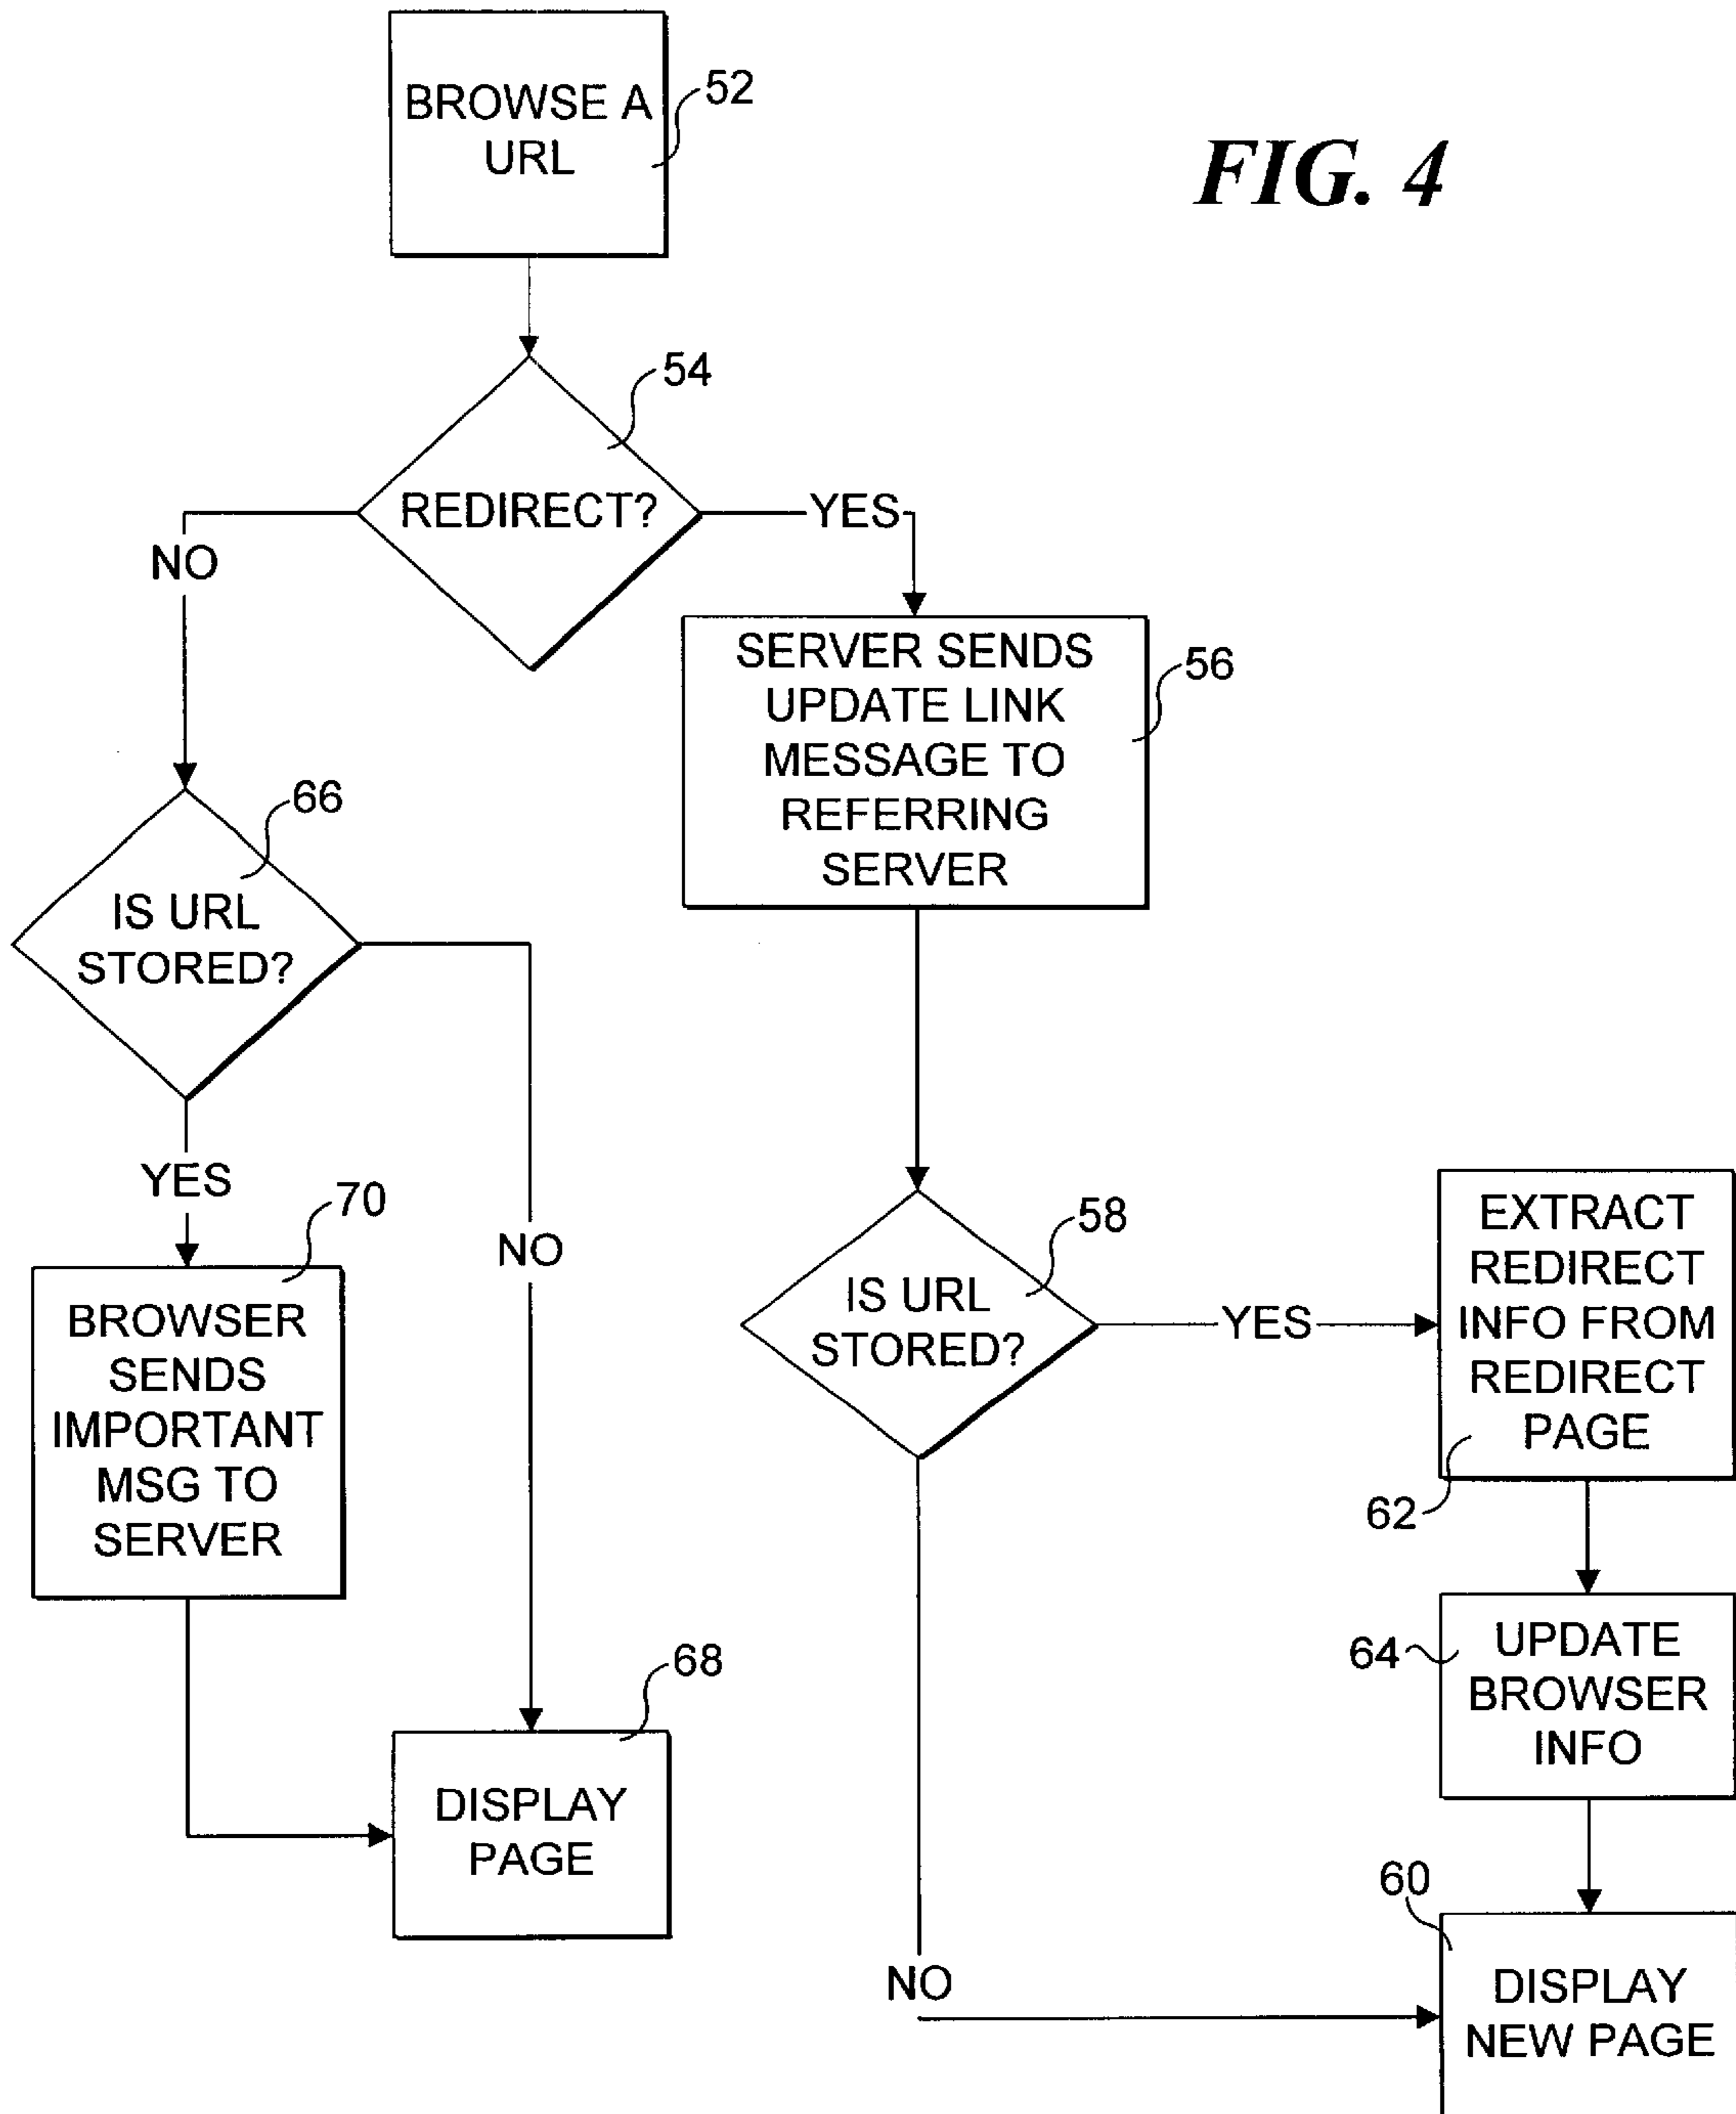 BROWSE A
URL
52
FIG. 4
54
REDIRECT?
YES
NO
SERVER SENDS
UPDATE LINK
MESSAGE TO
REFERRING
SERVER
56
66
IS URL
STORED?
YES
NO
70
BROWSER
SENDS
IMPORTANT
MSG TO
SERVER
68
DISPLAY
PAGE
58
IS URL
STORED?
YES
EXTRACT
REDIRECT
INFO FROM
REDIRECT
PAGE
62
64
UPDATE
BROWSER
INFO
60
NO
DISPLAY
NEW PAGE